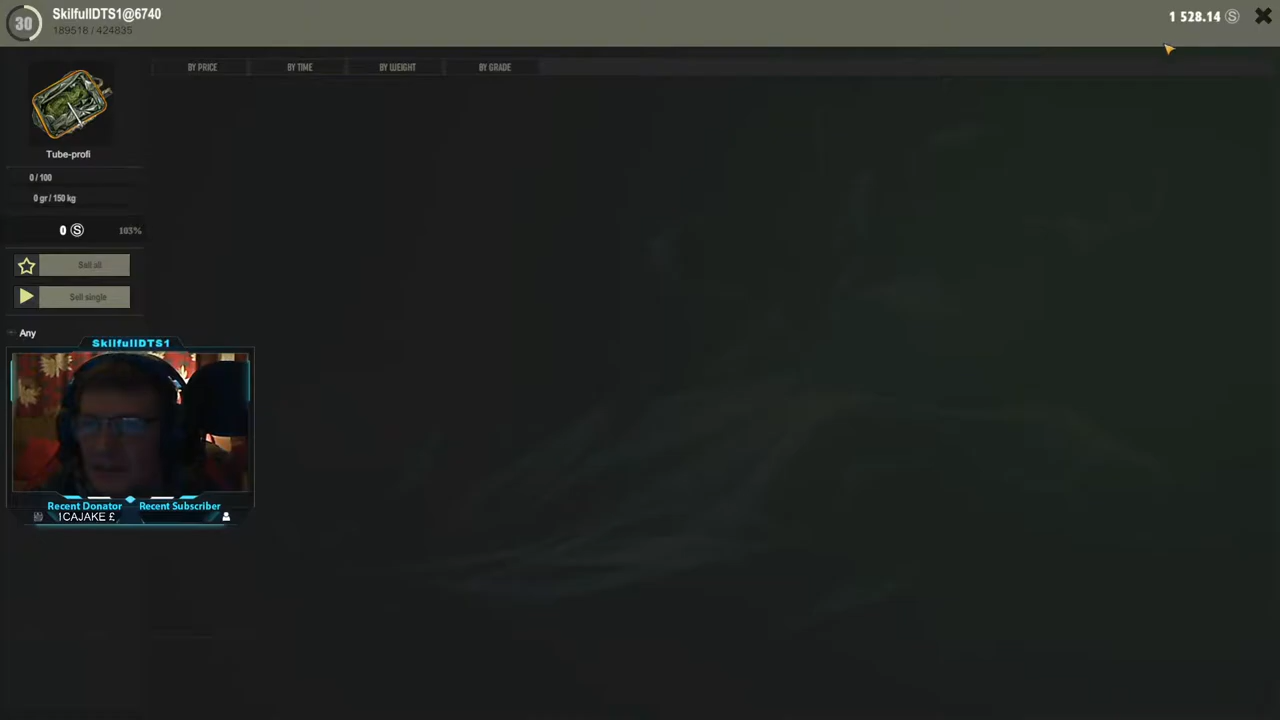 30
SkilfullDTS1@6740
189518 / 424835
1 528.14 S
BY PRICE
BY TIME
BY WEIGHT
BY GRADE
Tube-profi
0 / 100
0 gr / 150 kg
0 S
103%
Sell all
Sell single
Any
SkilfullDTS1
Recent Donator
Recent Subscriber
1CAJAKE £